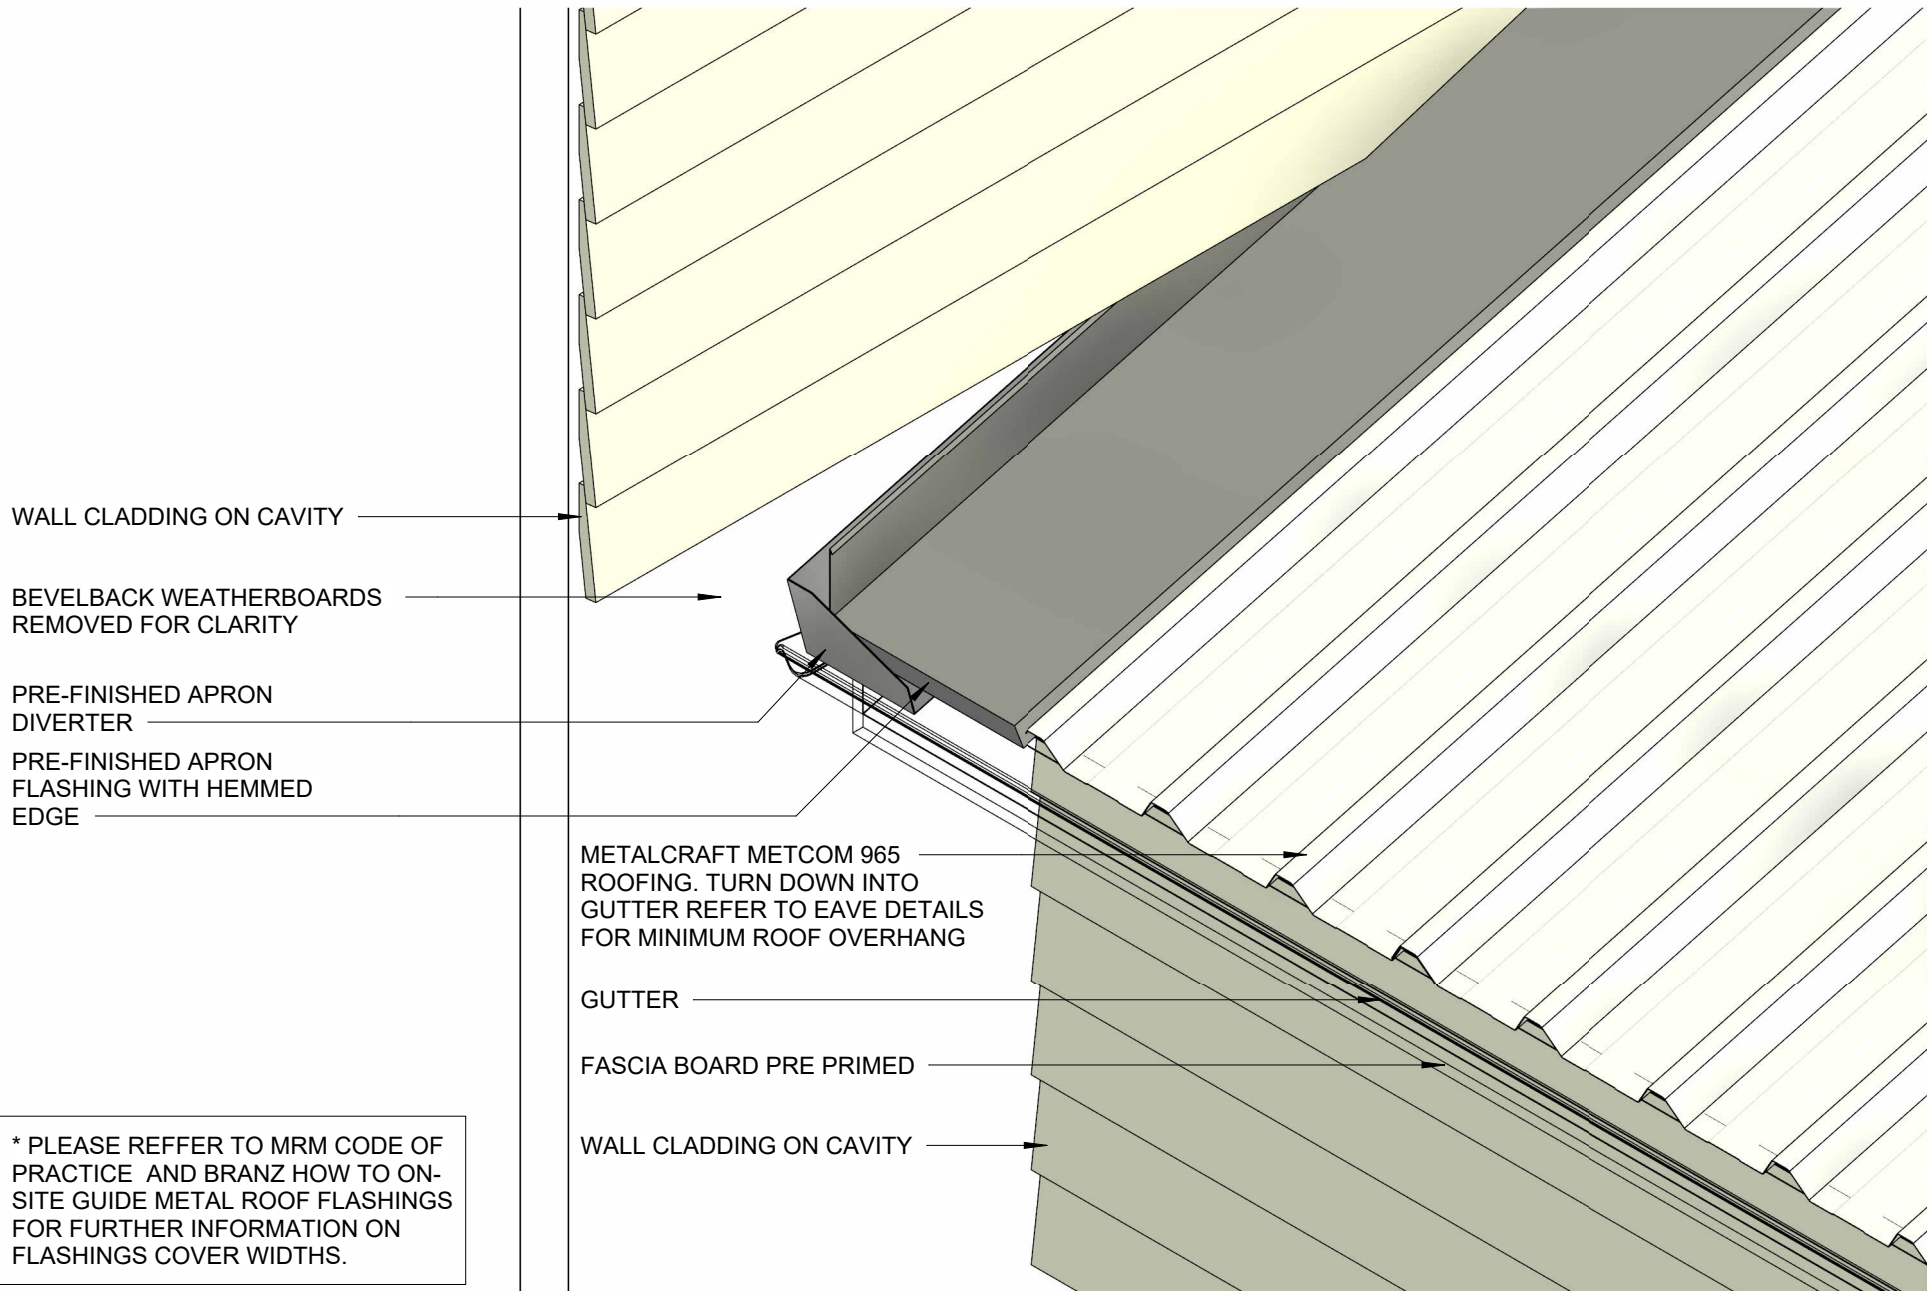 WALL CLADDING ON CAVITY
BEVELBACK WEATHERBOARDS
REMOVED FOR CLARITY
PRE-FINISHED APRON
DIVERTER
PRE-FINISHED APRON
FLASHING WITH HEMMED
EDGE
METALCRAFT METCOM 965
ROOFING. TURN DOWN INTO
GUTTER REFER TO EAVE DETAILS
FOR MINIMUM ROOF OVERHANG
GUTTER
FASCIA BOARD PRE PRIMED
WALL CLADDING ON CAVITY
* PLEASE REFFER TO MRM CODE OF
PRACTICE AND BRANZ HOW TO ON-
SITE GUIDE METAL ROOF FLASHINGS
FOR FURTHER INFORMATION ON
FLASHINGS COVER WIDTHS.